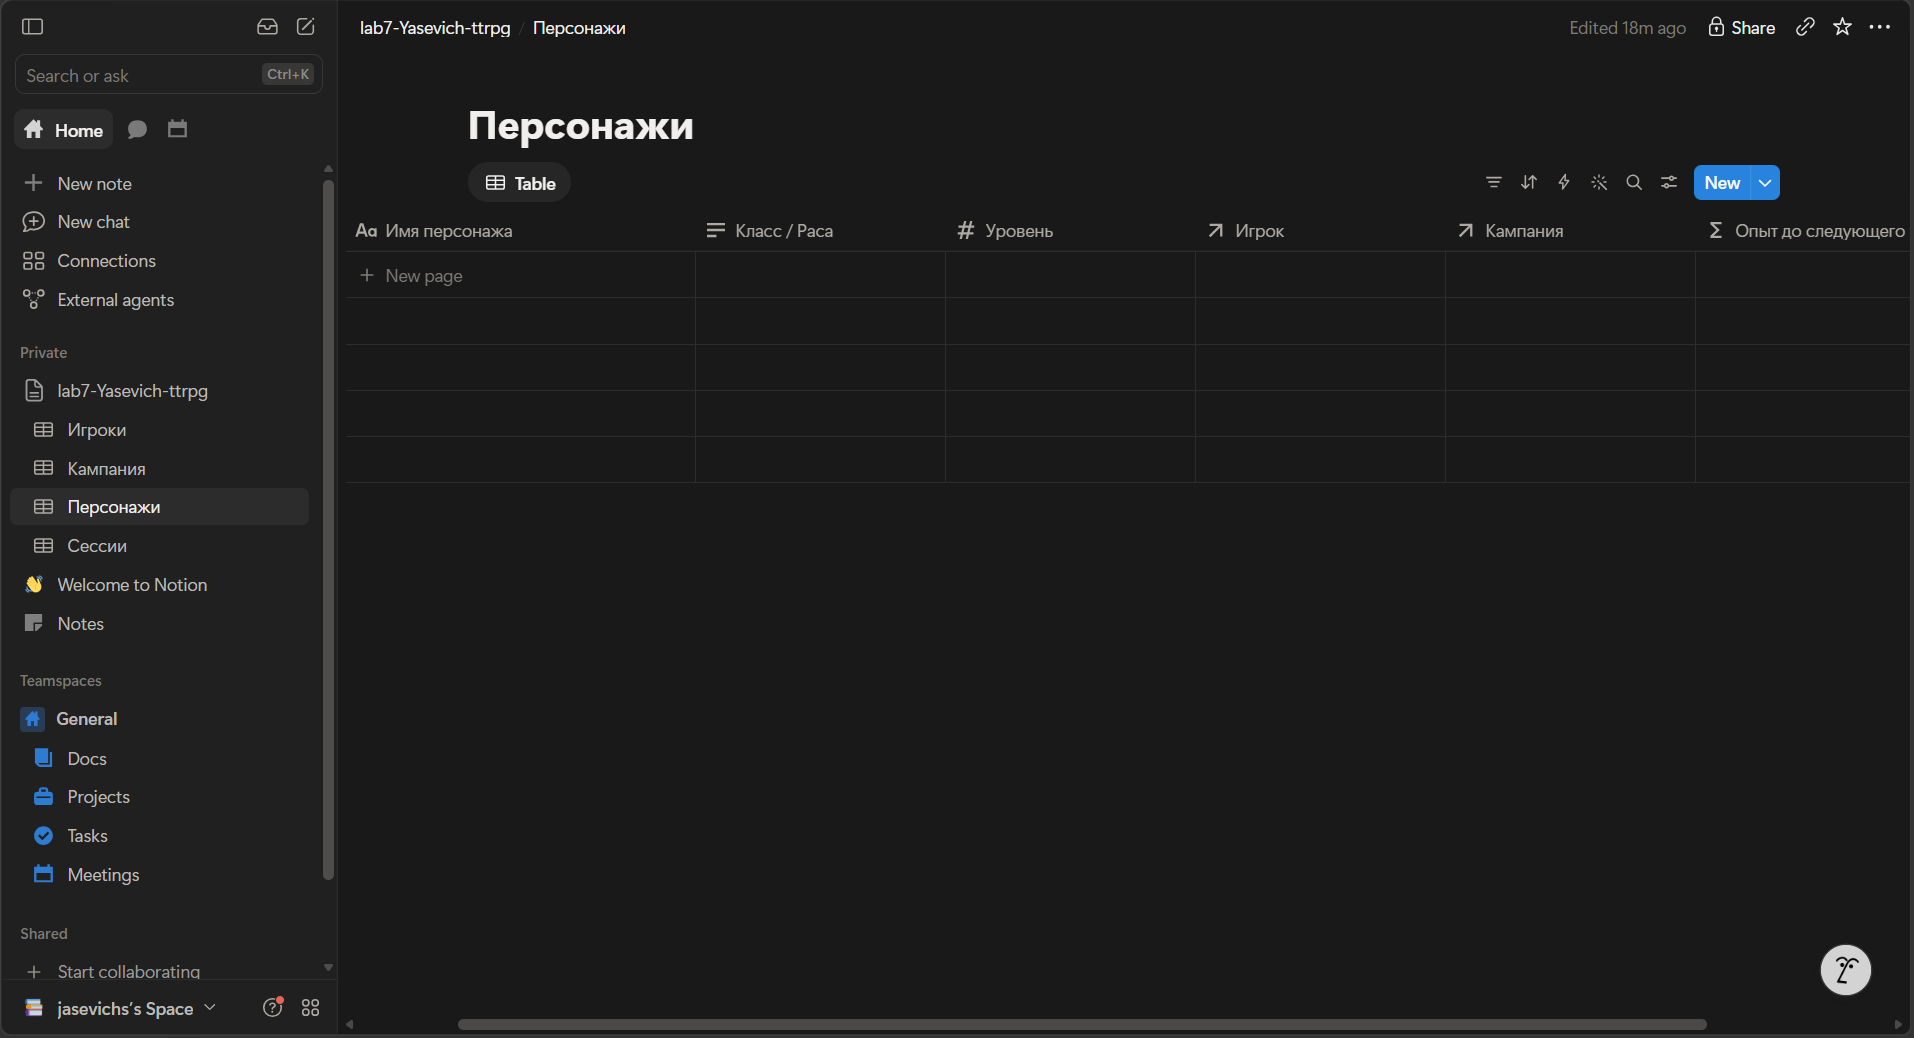 lab7-Yasevich-ttrpg / Персонажи
Edited 18m ago
Share
Search or ask
Ctrl+K
Home
New note
New chat
Connections
External agents
Private
lab7-Yasevich-ttrpg
Игроки
Кампания
Персонажи
Сессии
Welcome to Notion
Notes
Teamspaces
General
Docs
Projects
Tasks
Meetings
Shared
+ Start collaborating
jasevichs's Space
Персонажи
Table
New
Aa Имя персонажа
Класс / Раса
# Уровень
Игрок
Кампания
Σ Опыт до следующего
+ New page